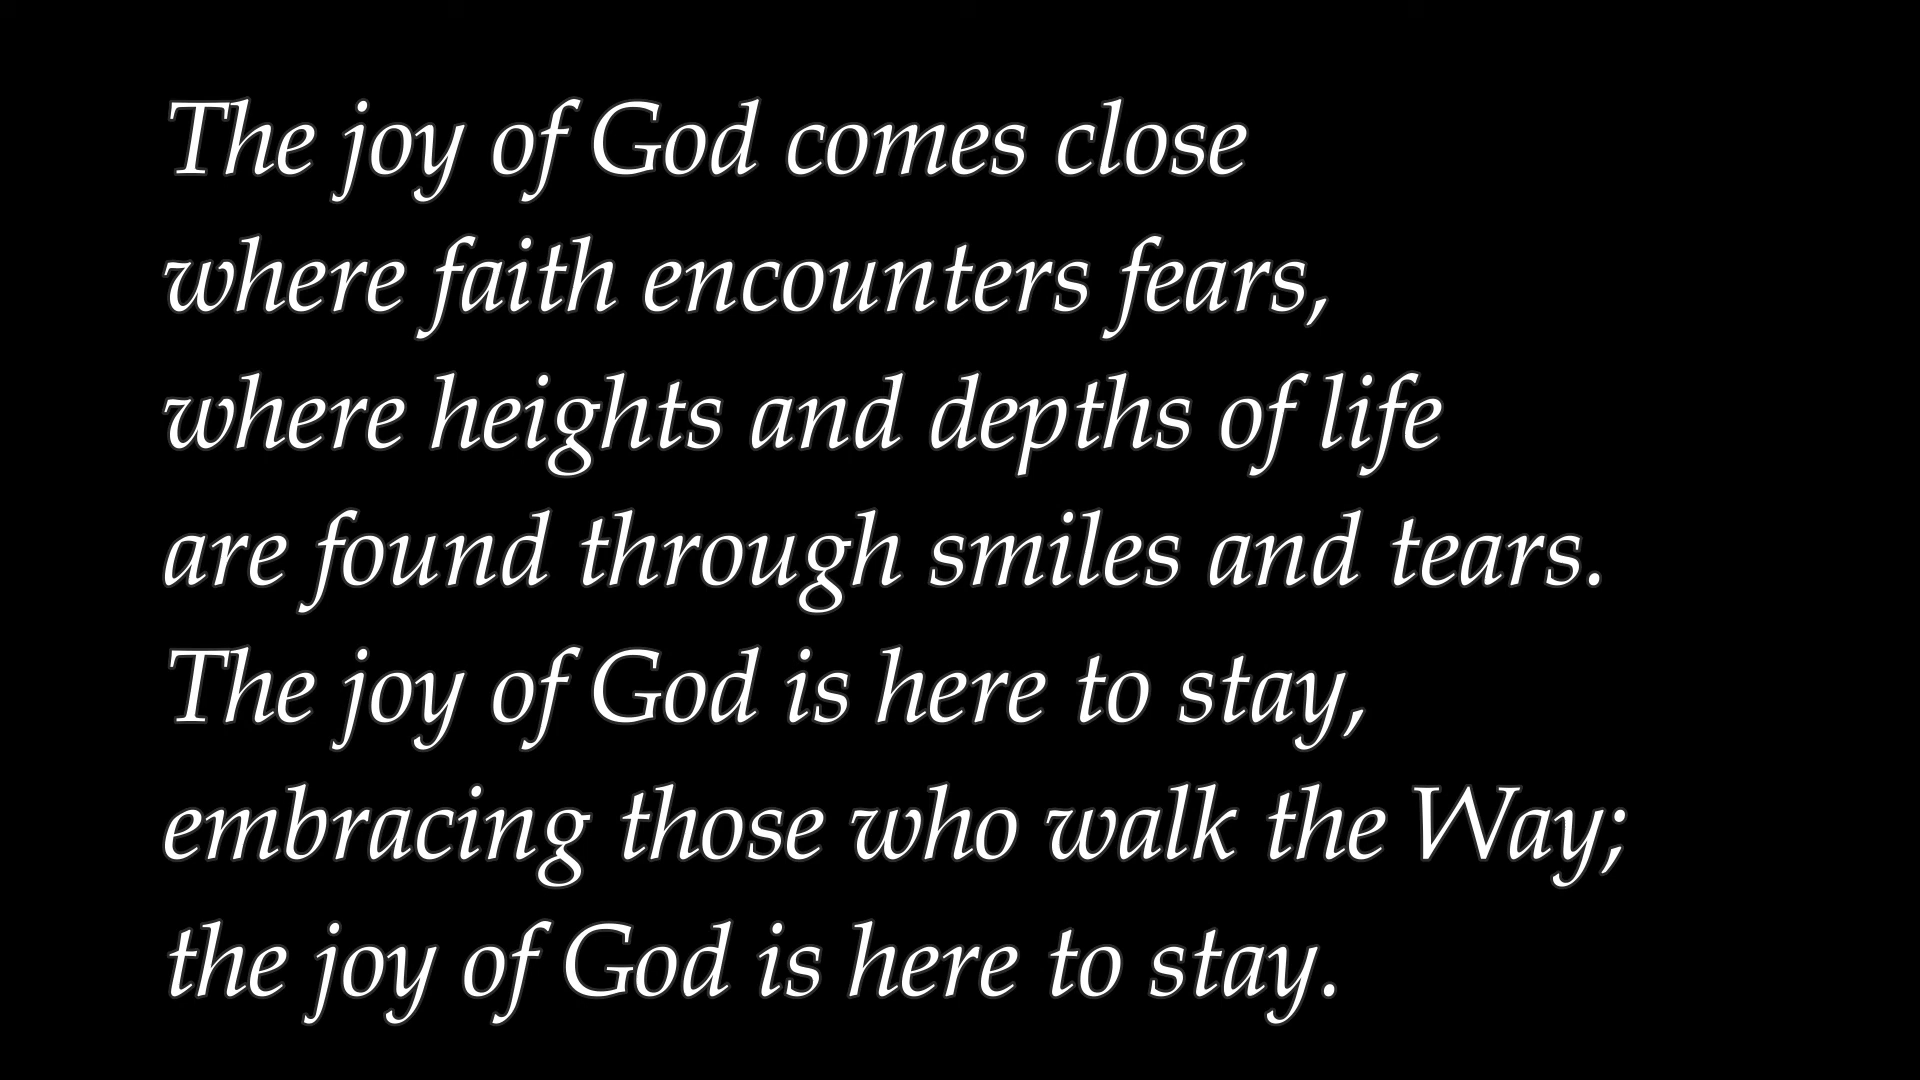 The joy of God comes close
where faith encounters fears,
where heights and depths of life
are found through smiles and tears.
The joy of God is here to stay,
embracing those who walk the Way;
the joy of God is here to stay.